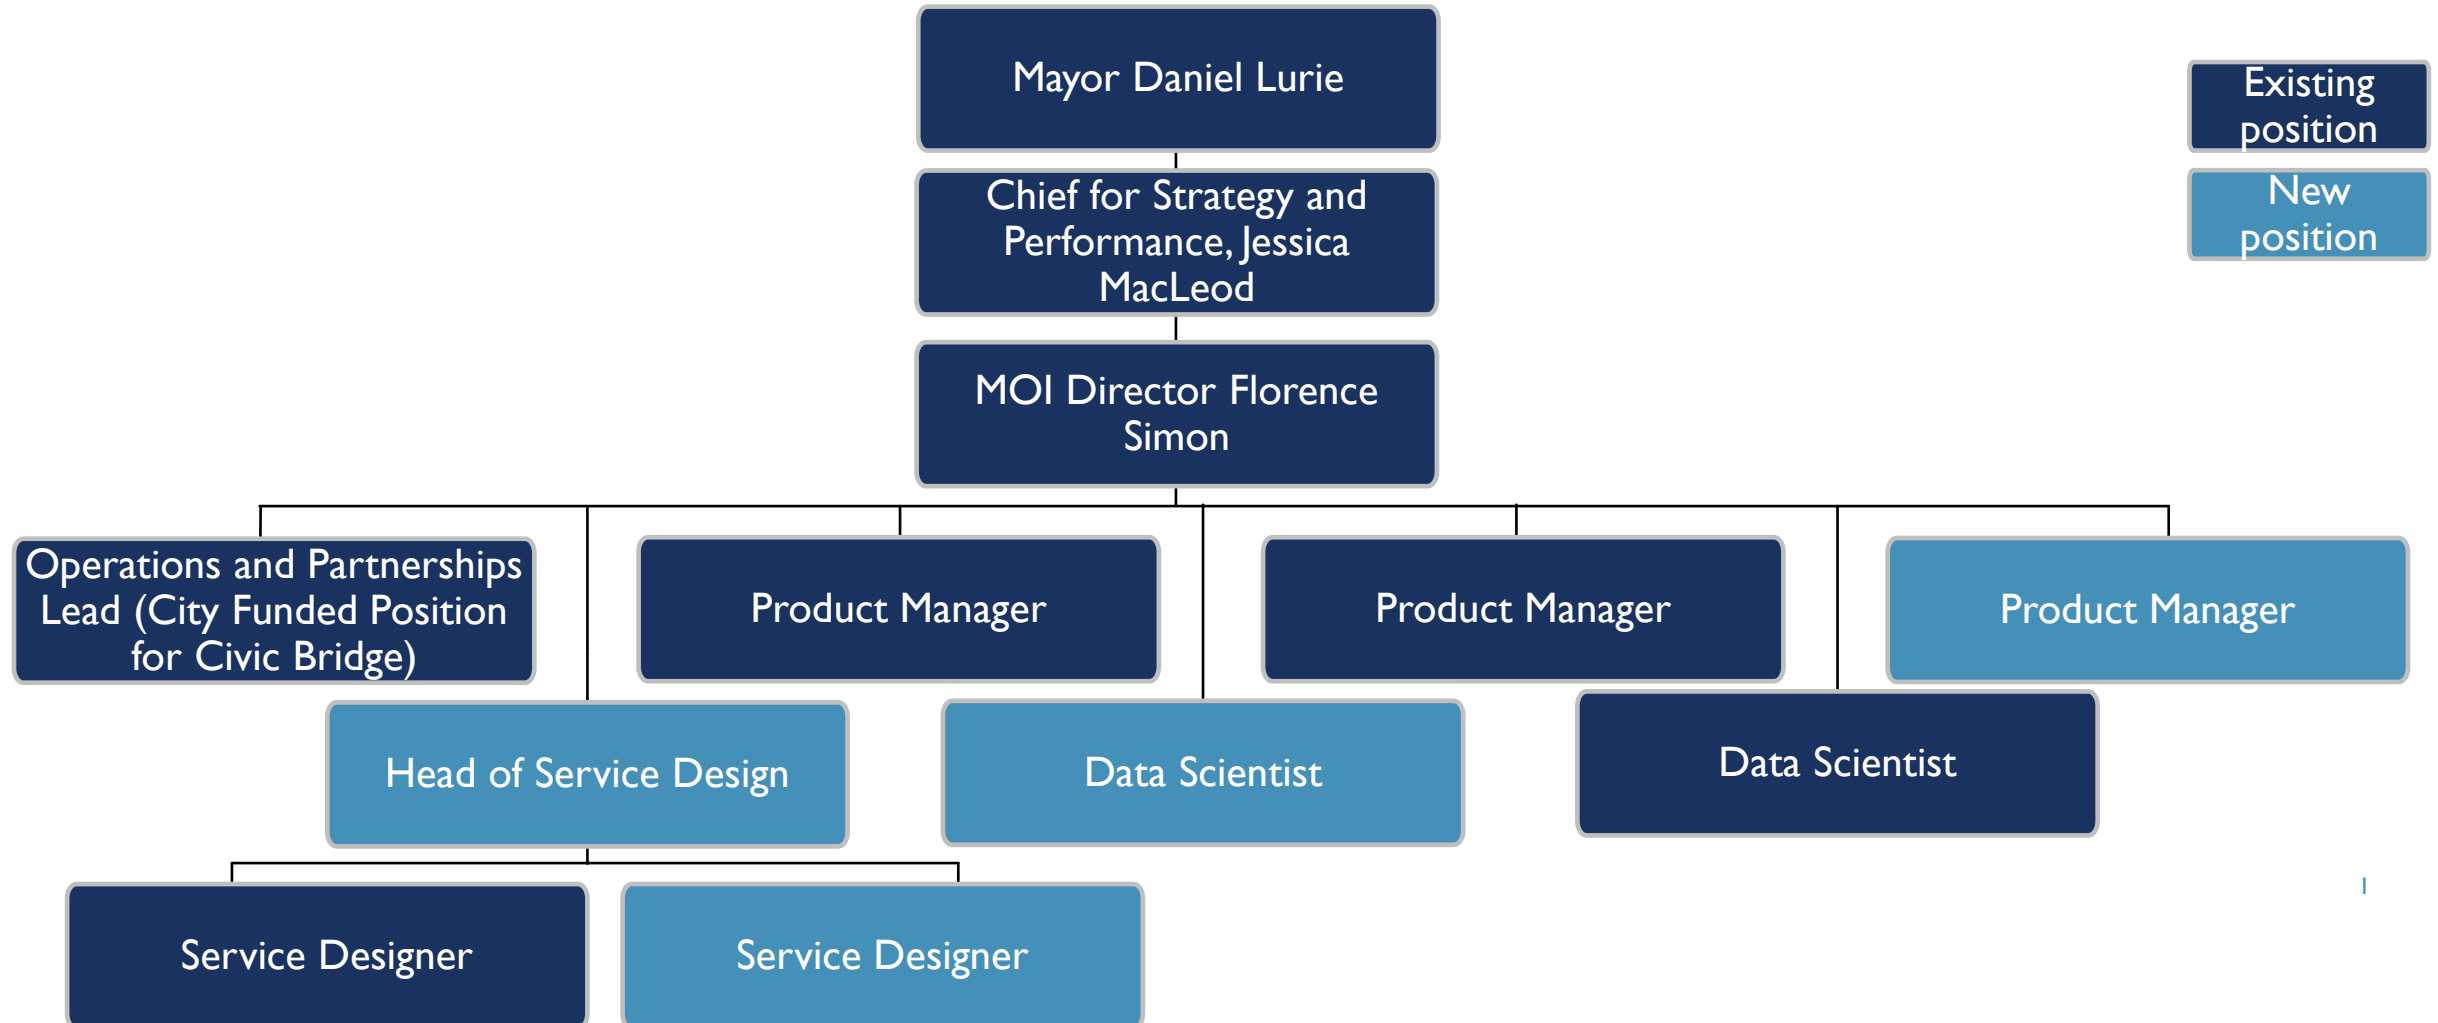 Mayor Daniel Lurie
Existing
position
New
position
Chief for Strategy and
Performance, Jessica
MacLeod
MOI Director Florence
Simon
Operations and Partnerships
Lead (City Funded Position
for Civic Bridge)
Product Manager
Product Manager
Product Manager
Head of Service Design
Data Scientist
Data Scientist
Service Designer
Service Designer
1